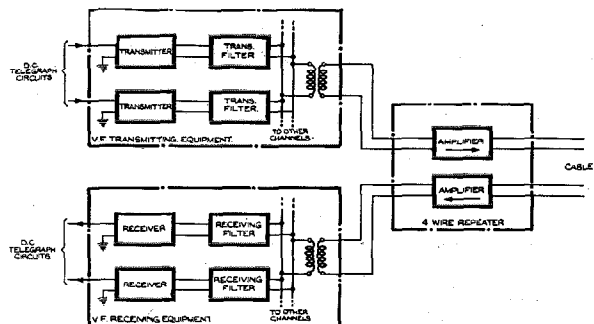 D.C.
TELEGRAPH
CIRCUITS
TRANSMITTER
TRANS.
FILTER
TRANSMITTER
TRANS.
FILTER
V.F. TRANSMITTING EQUIPMENT
TO OTHER
CHANNELS
AMPLIFIER
AMPLIFIER
CABLE
4 WIRE REPEATER
D.C.
TELEGRAPH
CIRCUITS
RECEIVER
RECEIVING
FILTER
RECEIVER
RECEIVING
FILTER
V.F. RECEIVING EQUIPMENT
TO OTHER
CHANNELS